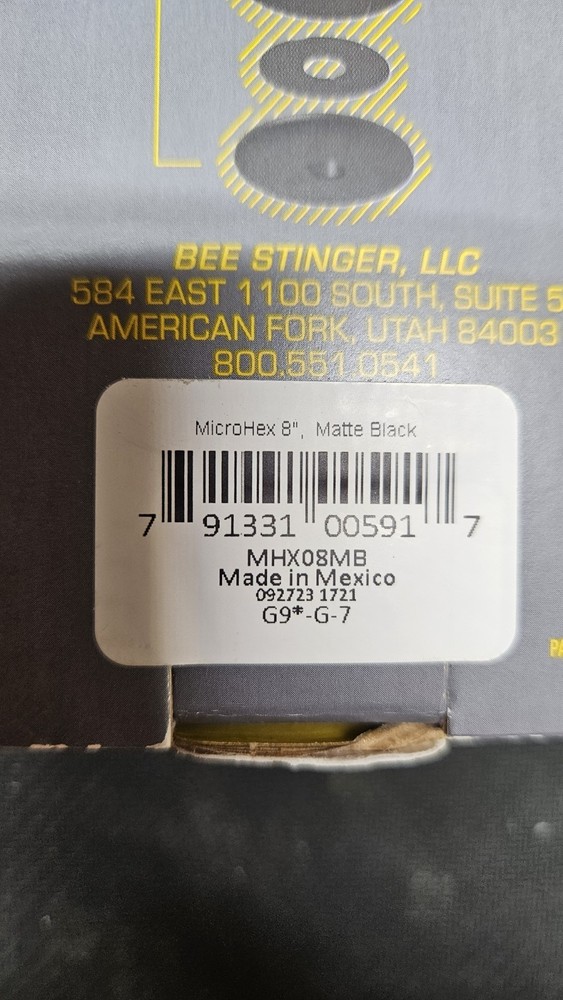 BEE STINGER, LLC
584 EAST 1100 SOUTH, SUITE 5
AMERICAN FORK, UTAH 84003
800.551.0541
MicroHex 8", Matte Black
7 91331 00591 7
MHX08MB
Made in Mexico
092723 1721
G9*-G-7